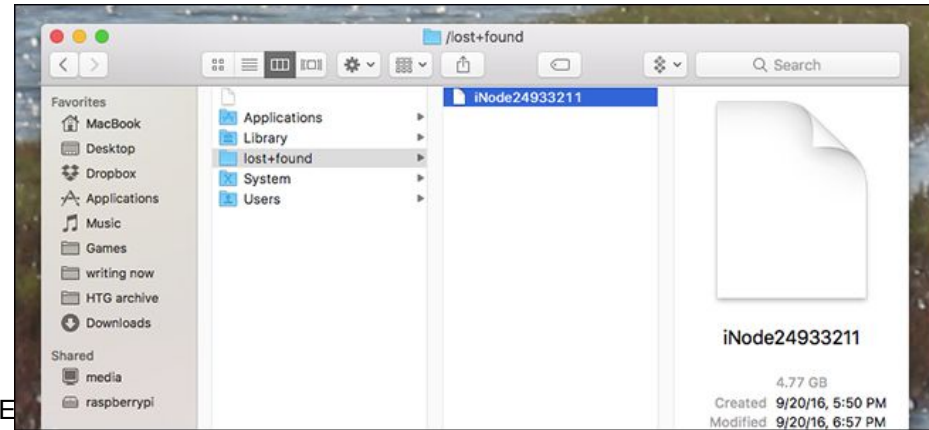 /lost+found
Search
Favorites
MacBook
Desktop
Dropbox
Applications
Music
Games
writing now
HTG archive
Downloads
Shared
media
raspberrypi
Applications
Library
lost+found
System
Users
iNode24933211
iNode24933211
4.77 GB
Created 9/20/16, 5:50 PM
Modified 9/20/16, 6:57 PM
E